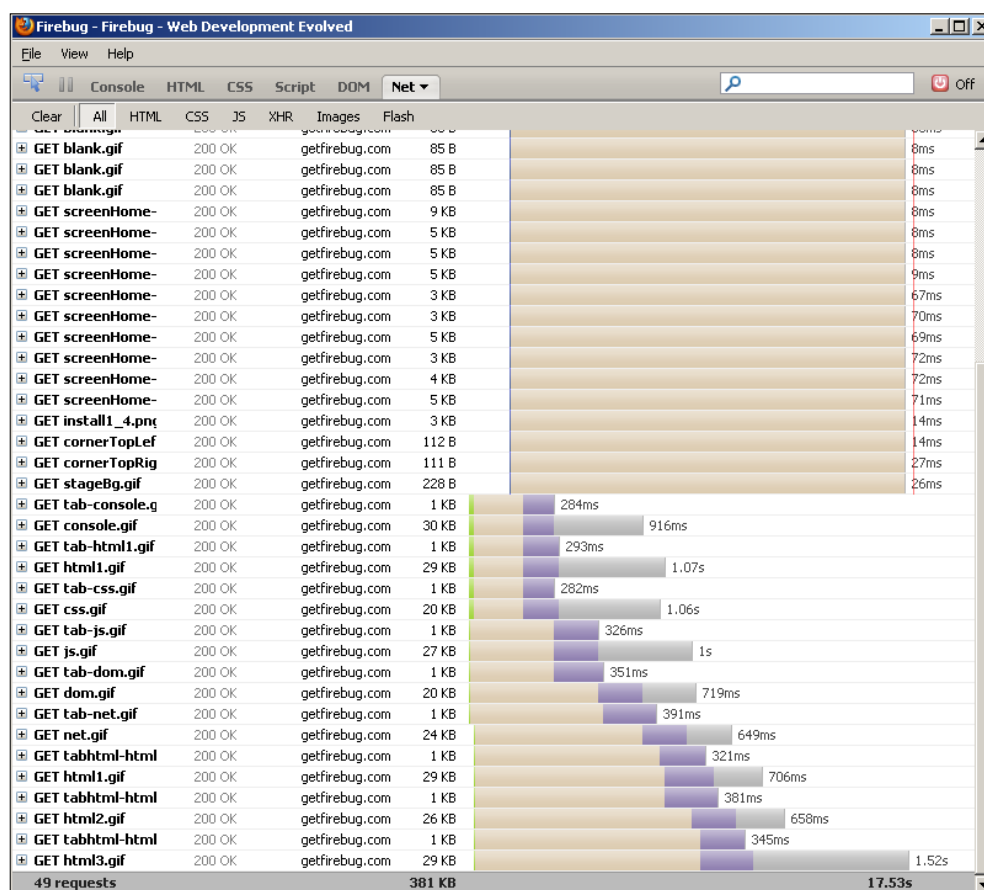 Firebug - Firebug - Web Development Evolved
File View Help
Console HTML CSS Script DOM Net Off
Clear All HTML CSS JS XHR Images Flash
GET blank.gif 200 OK getfirebug.com 85 B 8ms
GET blank.gif 200 OK getfirebug.com 85 B 8ms
GET blank.gif 200 OK getfirebug.com 85 B 8ms
GET screenHome- 200 OK getfirebug.com 9 KB 8ms
GET screenHome- 200 OK getfirebug.com 5 KB 8ms
GET screenHome- 200 OK getfirebug.com 5 KB 8ms
GET screenHome- 200 OK getfirebug.com 5 KB 9ms
GET screenHome- 200 OK getfirebug.com 3 KB 67ms
GET screenHome- 200 OK getfirebug.com 3 KB 70ms
GET screenHome- 200 OK getfirebug.com 5 KB 69ms
GET screenHome- 200 OK getfirebug.com 3 KB 72ms
GET screenHome- 200 OK getfirebug.com 4 KB 72ms
GET screenHome- 200 OK getfirebug.com 5 KB 71ms
GET install1_4.png 200 OK getfirebug.com 3 KB 14ms
GET cornerTopLef 200 OK getfirebug.com 112 B 14ms
GET cornerTopRig 200 OK getfirebug.com 111 B 27ms
GET stageBg.gif 200 OK getfirebug.com 228 B 26ms
GET tab-console.g 200 OK getfirebug.com 1 KB 284ms
GET console.gif 200 OK getfirebug.com 30 KB 916ms
GET tab-html1.gif 200 OK getfirebug.com 1 KB 293ms
GET html1.gif 200 OK getfirebug.com 29 KB 1.07s
GET tab-css.gif 200 OK getfirebug.com 1 KB 282ms
GET css.gif 200 OK getfirebug.com 20 KB 1.06s
GET tab-js.gif 200 OK getfirebug.com 1 KB 326ms
GET js.gif 200 OK getfirebug.com 27 KB 1s
GET tab-dom.gif 200 OK getfirebug.com 1 KB 351ms
GET dom.gif 200 OK getfirebug.com 20 KB 719ms
GET tab-net.gif 200 OK getfirebug.com 1 KB 391ms
GET net.gif 200 OK getfirebug.com 24 KB 649ms
GET tabhtml-html 200 OK getfirebug.com 1 KB 321ms
GET html1.gif 200 OK getfirebug.com 29 KB 706ms
GET tabhtml-html 200 OK getfirebug.com 1 KB 381ms
GET html2.gif 200 OK getfirebug.com 26 KB 658ms
GET tabhtml-html 200 OK getfirebug.com 1 KB 345ms
GET html3.gif 200 OK getfirebug.com 29 KB 1.52s
49 requests 381 KB 17.53s